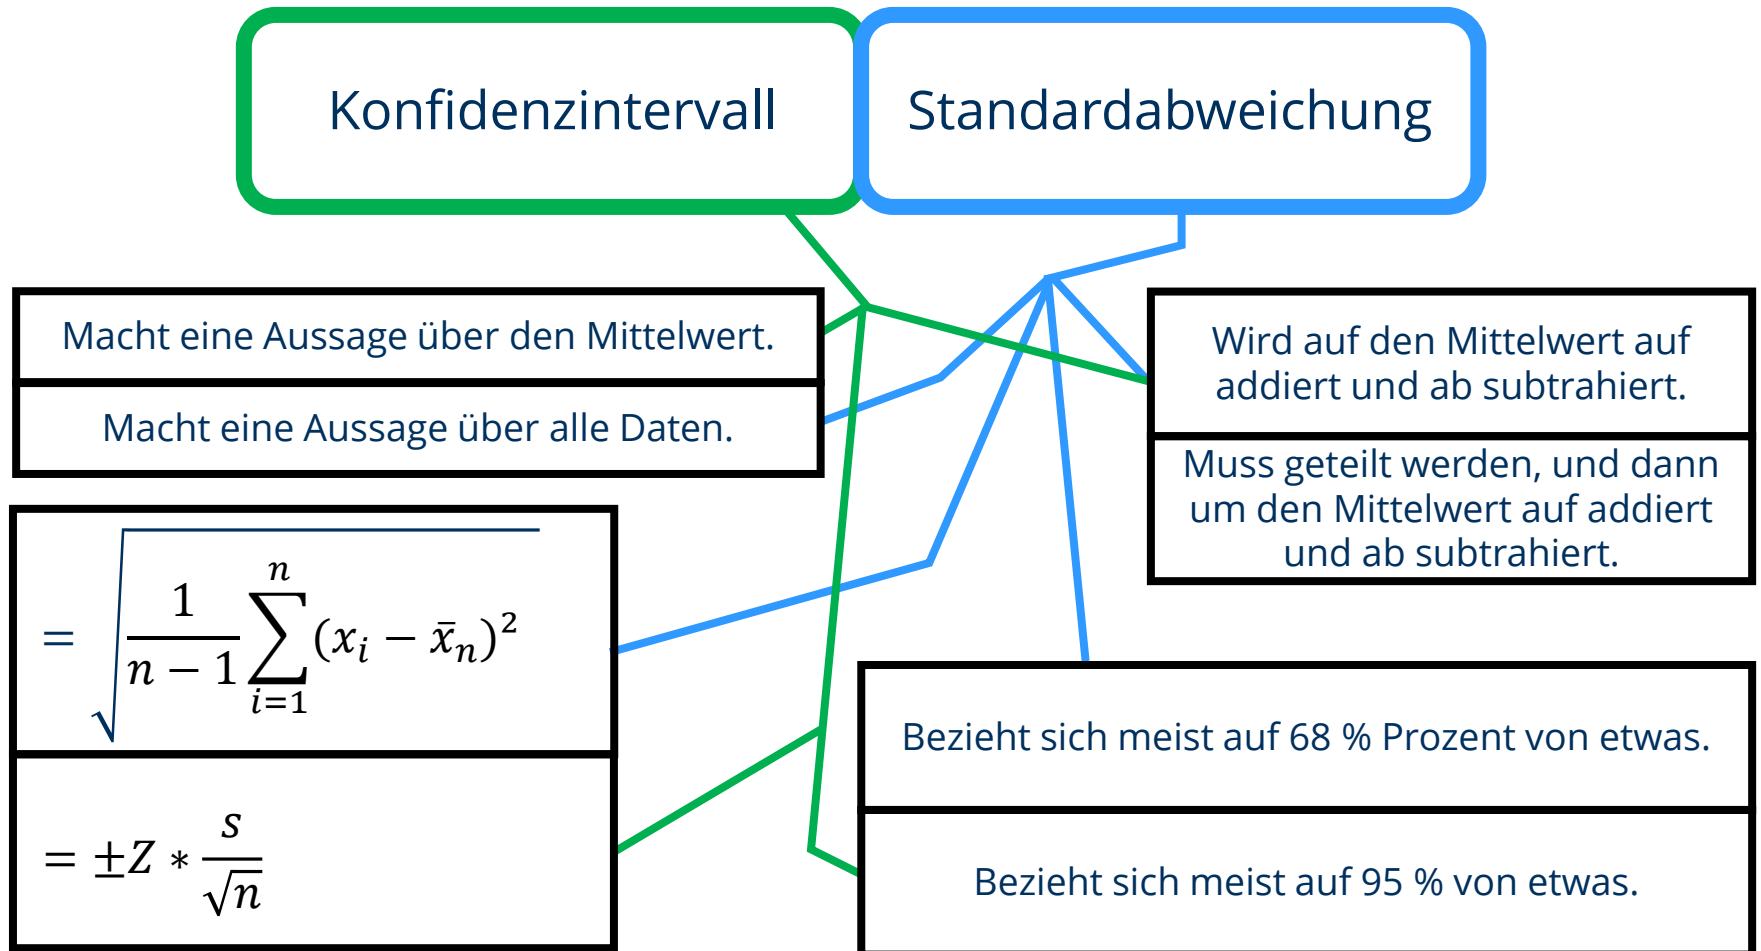 Konfidenzintervall
Standardabweichung
Macht eine Aussage über den Mittelwert.
Macht eine Aussage über alle Daten.
Wird auf den Mittelwert auf
addiert und ab subtrahiert.
Muss geteilt werden, und dann
um den Mittelwert auf addiert
und ab subtrahiert.
= √(1/(n − 1) ∑_{i=1}^{n} (x_i − x̄_n)²)
= ±Z * s/√n
Bezieht sich meist auf 68 % Prozent von etwas.
Bezieht sich meist auf 95 % von etwas.